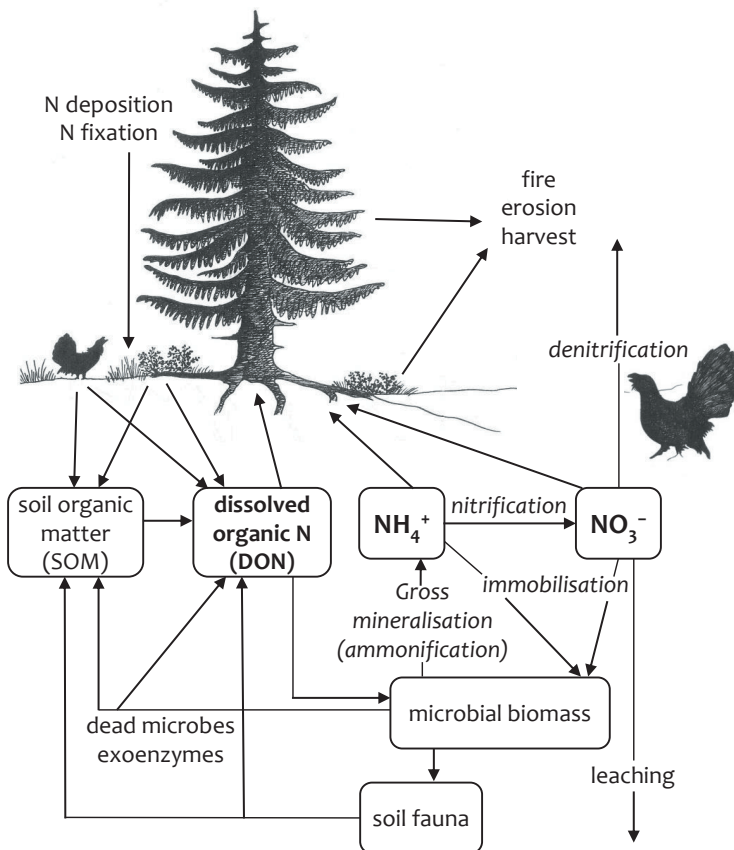 N deposition
N fixation
fire
erosion
harvest
denitrification
soil organic
matter
(SOM)
dissolved
organic N
(DON)
NH₄⁺
nitrification
NO₃⁻
Gross
mineralisation
(ammonification)
immobilisation
microbial biomass
dead microbes
exoenzymes
leaching
soil fauna